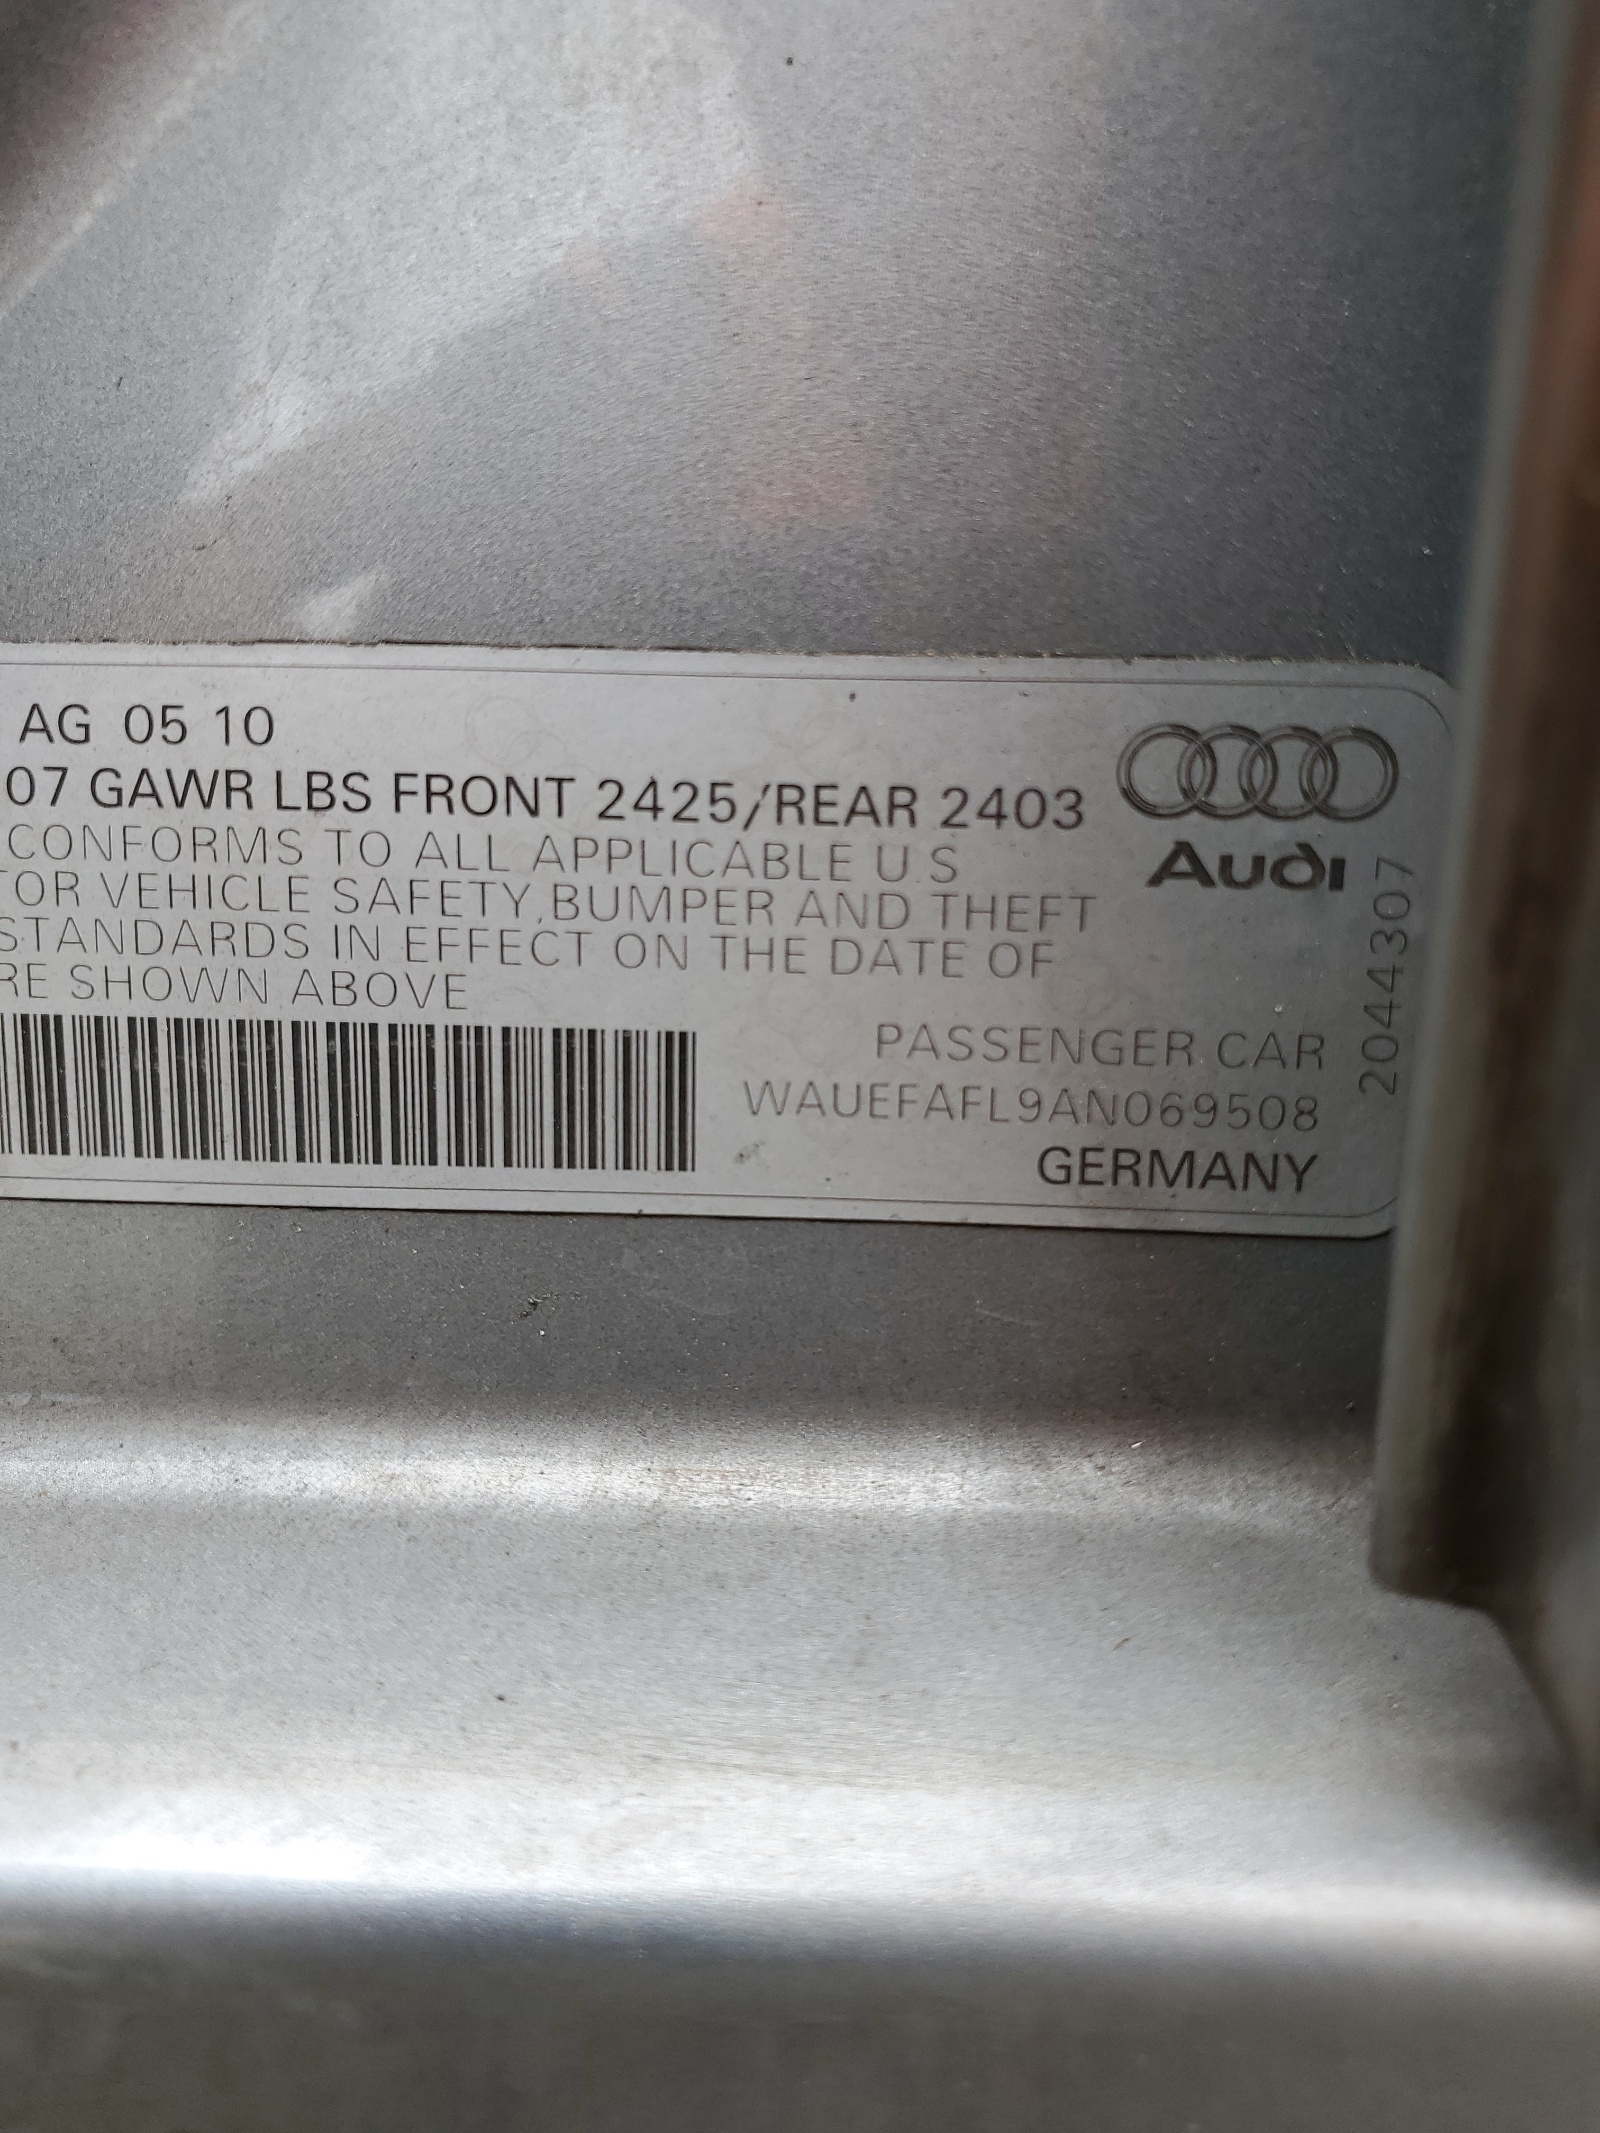 AG 05 10
07 GAWR LBS FRONT 2425/REAR 2403
CONFORMS TO ALL APPLICABLE U.S
TOR VEHICLE SAFETY,BUMPER AND THEFT
STANDARDS IN EFFECT ON THE DATE OF
RE SHOWN ABOVE
Audi
2044307
PASSENGER CAR
WAUEFAFL9AN069508
GERMANY